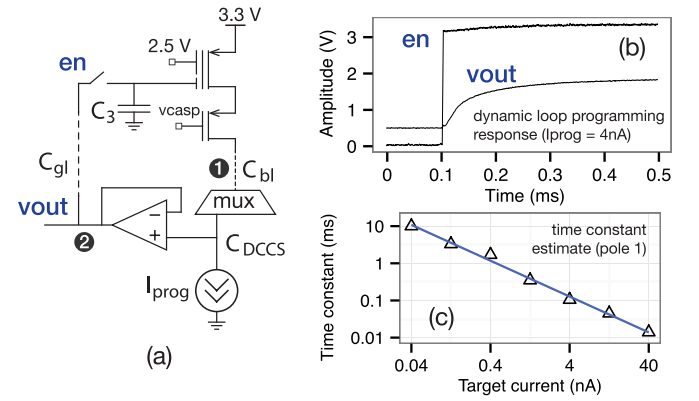 3.3 V
2.5 V
en
C3
vcasp
Cgl
1
Cbl
mux
vout
2
−
+
CDCCS
Iprog
(a)
Amplitude (V)
3
2
1
0
en
vout
(b)
dynamic loop programming
response (Iprog = 4nA)
0 0.1 0.2 0.3 0.4 0.5
Time (ms)
Time constant (ms)
10
1
0.1
0.01
time constant
estimate (pole 1)
(c)
0.04 0.4 4 40
Target current (nA)